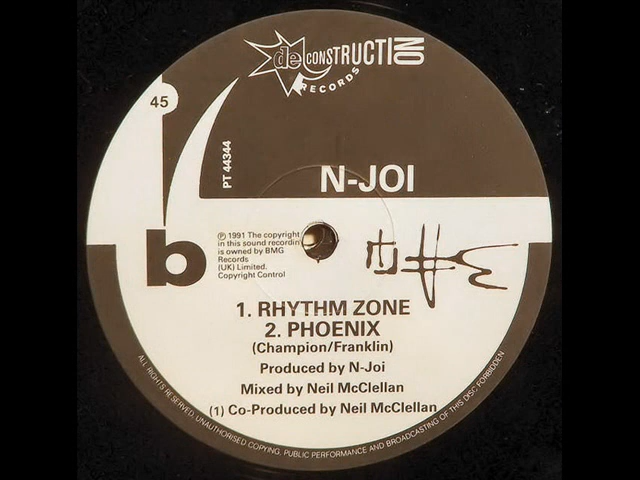 deCONSTRUCTION
RECORDS
45
PT 44344
N-JOI
b
℗ 1991 The copyright
in this sound recordin
is owned by BMG
Records
(UK) Limited.
Copyright Control
1. RHYTHM ZONE
2. PHOENIX
(Champion/Franklin)
Produced by N-Joi
Mixed by Neil McClellan
(1) Co-Produced by Neil McClellan
ALL RIGHTS RESERVED. UNAUTHORISED COPYING, PUBLIC PERFORMANCE AND BROADCASTING OF THIS DISC FORBIDDEN